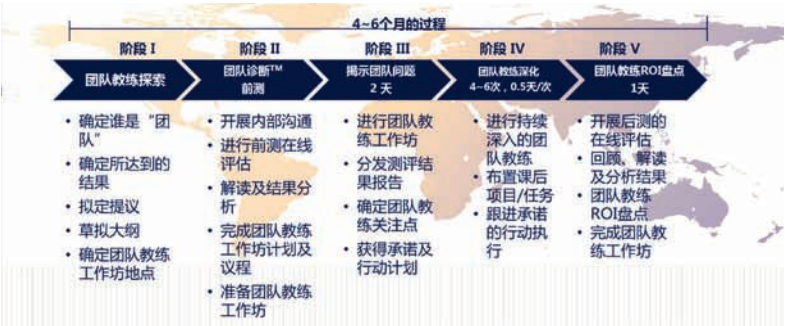 4~6个月的过程
阶段 I
团队教练探索
• 确定谁是“团
队”
• 确定所达到的
结果
• 拟定提议
• 草拟大纲
• 确定团队教练
工作坊地点
阶段 II
团队诊断™
前测
• 开展内部沟通
• 进行前测在线
评估
• 解读及结果分
析
• 完成团队教练
工作坊计划及
议程
• 准备团队教练
工作坊
阶段 III
揭示团队问题
2 天
• 进行团队教
练工作坊
• 分发测评结
果报告
• 确定团队教
练关注点
• 获得承诺及
行动计划
阶段 IV
团队教练深化
4~6次，0.5天/次
• 进行持续
深入的团
队教练
• 布置课后
项目/任务
• 跟进承诺
的行动执
行
阶段 V
团队教练ROI盘点
1天
• 开展后测的
在线评估
• 回顾、解读
及分析结果
• 团队教练
ROI盘点
• 完成团队教
练工作坊